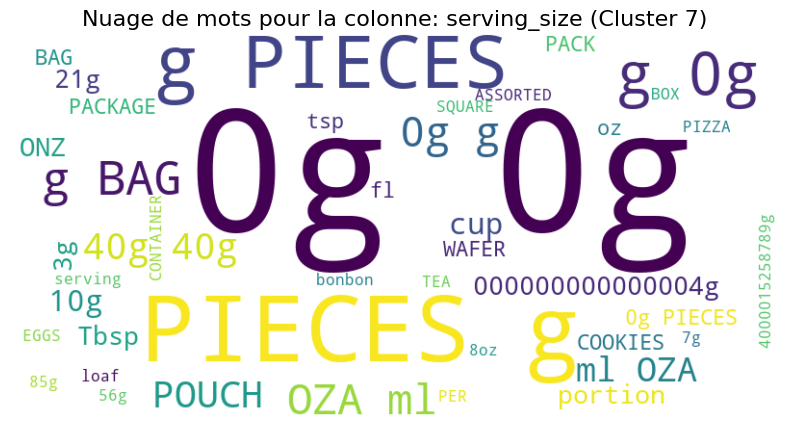 Nuage de mots pour la colonne: serving_size (Cluster 7)
g PIECES
PACK
BAG
21g
g 0g
ASSORTED
BOX
PACKAGE
SQUARE
0g 0g
tsp
0g g
oz
PIZZA
ONZ
g BAG
fl
CONTAINER
cup
WAFER
3g
40g 40g
4000015258789g
serving
bonbon
TEA
000000000000004g
10g
PIECES
g
0g PIECES
EGGS
Tbsp
8oz
COOKIES
7g
ml OZA
85g
loaf
56g
POUCH
OZA ml
PER
portion